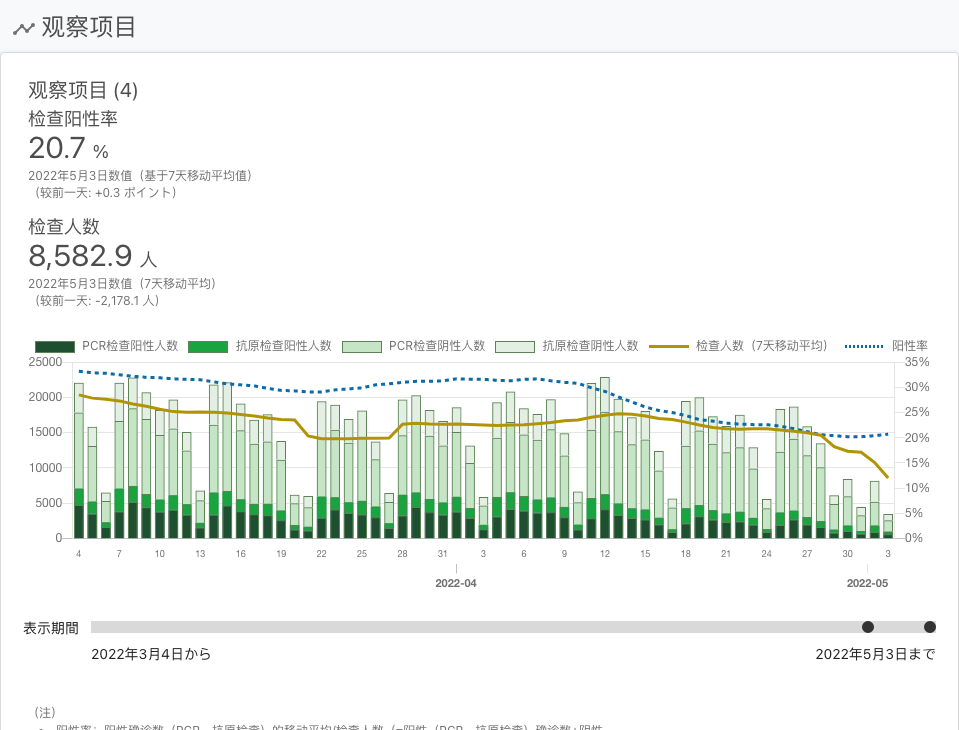 观察项目
观察项目 (4)
检查阳性率
20.7 %
2022年5月3日数值（基于7天移动平均值）
（较前一天: +0.3 ポイント）
检查人数
8,582.9 人
2022年5月3日数值（7天移动平均）
（较前一天: -2,178.1 人）
PCR检查阳性人数 抗原检查阳性人数 PCR检查阴性人数 抗原检查阴性人数 检查人数（7天移动平均） 阳性率
25000 35%
20000 30%
15000 25%
10000 20%
5000 15%
0 10%
5%
0%
4 7 10 13 16 19 22 25 28 31 3 6 9 12 15 18 21 24 27 30 3
2022-04 2022-05
表示期間
2022年3月4日から 2022年5月3日まで
（注）